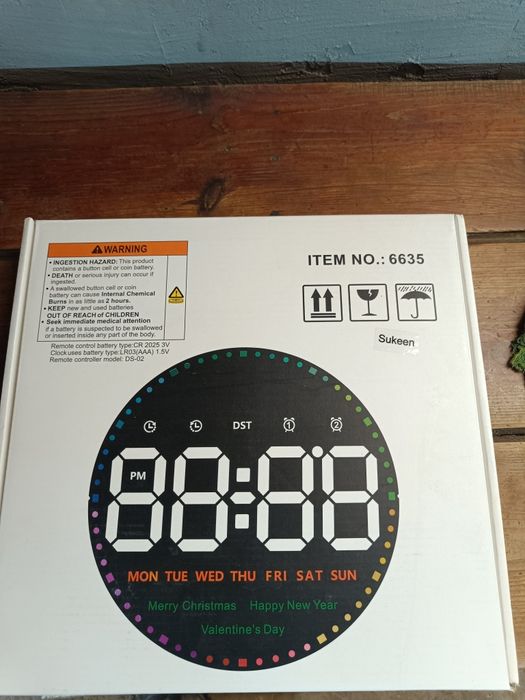 WARNING
• INGESTION HAZARD: This product
contains a button cell or coin battery.
• DEATH or serious injury can occur if
ingested.
• A swallowed button cell or coin
battery can cause Internal Chemical
Burns in as little as 2 hours.
• KEEP new and used batteries
OUT OF REACH of CHILDREN
• Seek immediate medical attention
if a battery is suspected to be swallowed
or inserted inside any part of the body.
Remote control battery type:CR 2025 3V
Clock uses battery type:LR03(AAA) 1.5V
Remote controller model: DS-02
ITEM NO.: 6635
Sukeen
DST 1 2
PM 88:88
MON TUE WED THU FRI SAT SUN
Merry Christmas Happy New Year
Valentine's Day